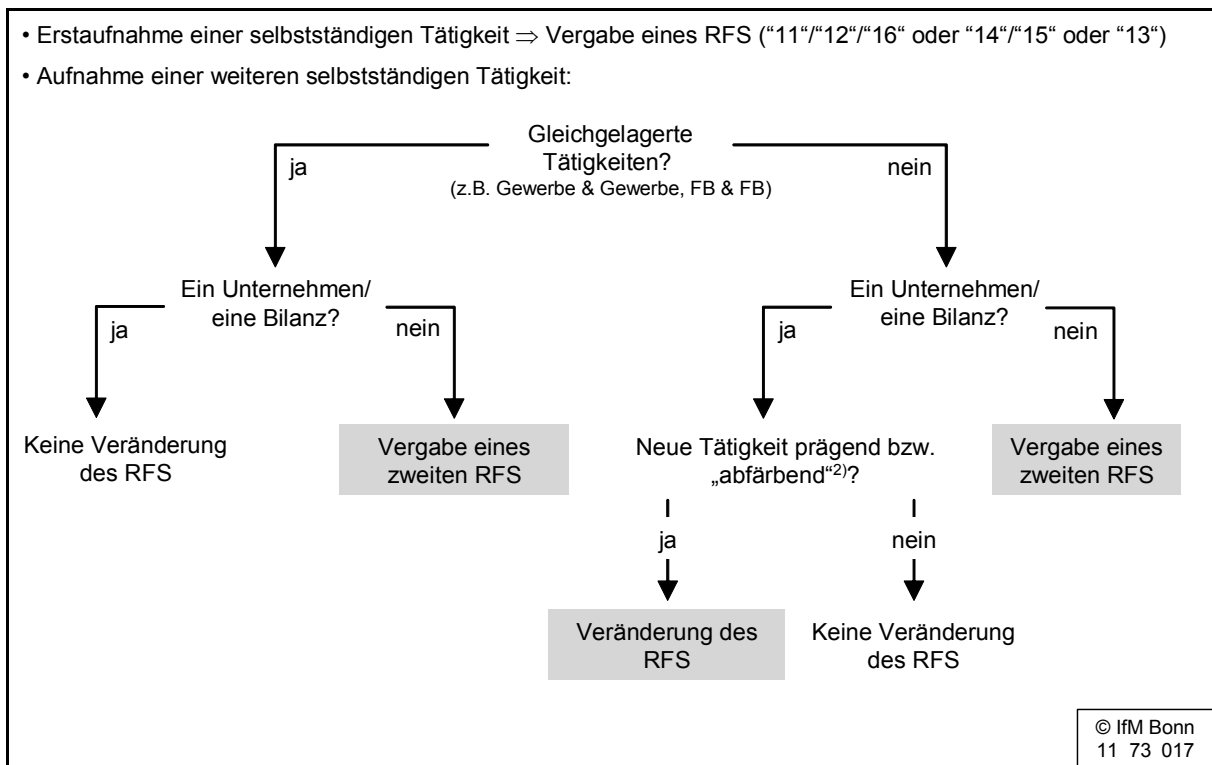 • Erstaufnahme einer selbstständigen Tätigkeit ⇒ Vergabe eines RFS (“11“/“12“/“16“ oder “14“/“15“ oder “13“)
• Aufnahme einer weiteren selbstständigen Tätigkeit:
Gleichgelagerte
Tätigkeiten?
(z.B. Gewerbe & Gewerbe, FB & FB)
ja
nein
Ein Unternehmen/
eine Bilanz?
ja
nein
Ein Unternehmen/
eine Bilanz?
ja
nein
Keine Veränderung
des RFS
Vergabe eines
zweiten RFS
Neue Tätigkeit prägend bzw.
„abfärbend“2)?
Vergabe eines
zweiten RFS
ja
nein
Veränderung des
RFS
Keine Veränderung
des RFS
© IfM Bonn
11 73 017